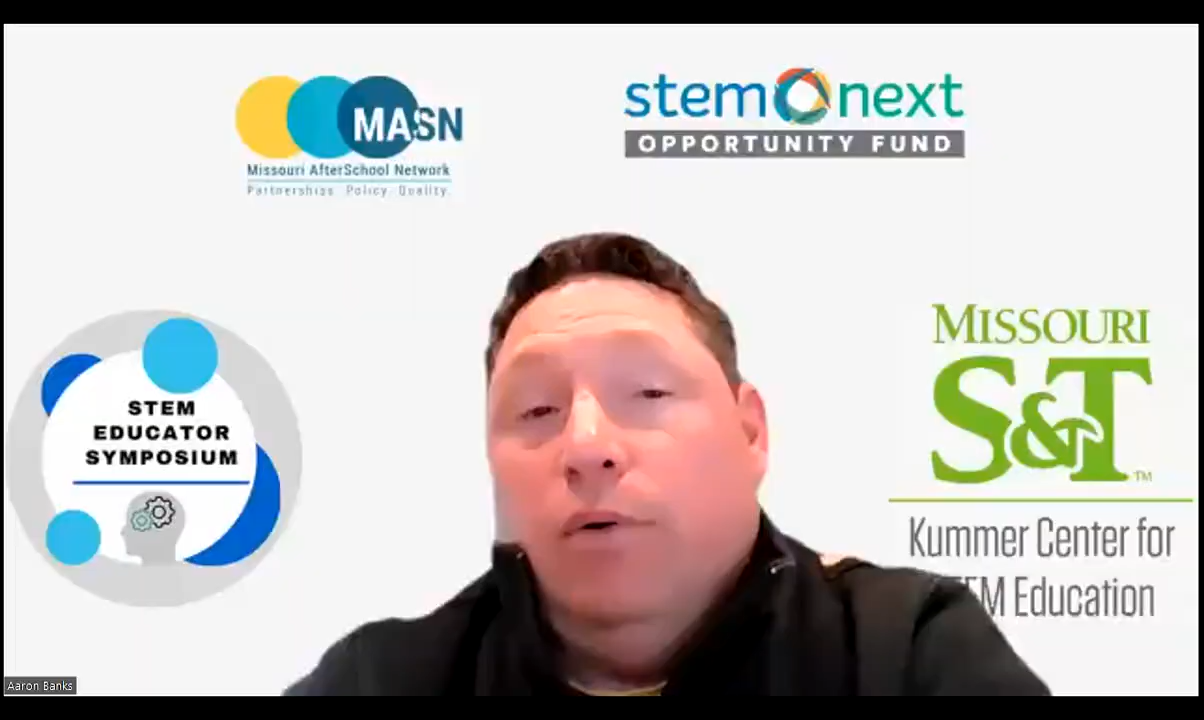 MASN
Missouri AfterSchool Network
Partnerships. Policy. Quality.
stem next
OPPORTUNITY FUND
STEM
EDUCATOR
SYMPOSIUM
MISSOURI
S&T™
Kummer Center for
EM Education
Aaron Banks